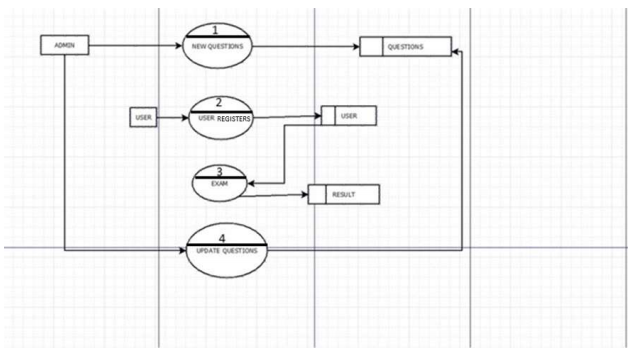 1
ADMIN
NEW QUESTIONS
QUESTIONS
2
USER
USER REGISTERS
USER
3
EXAM
RESULT
4
UPDATE QUESTIONS